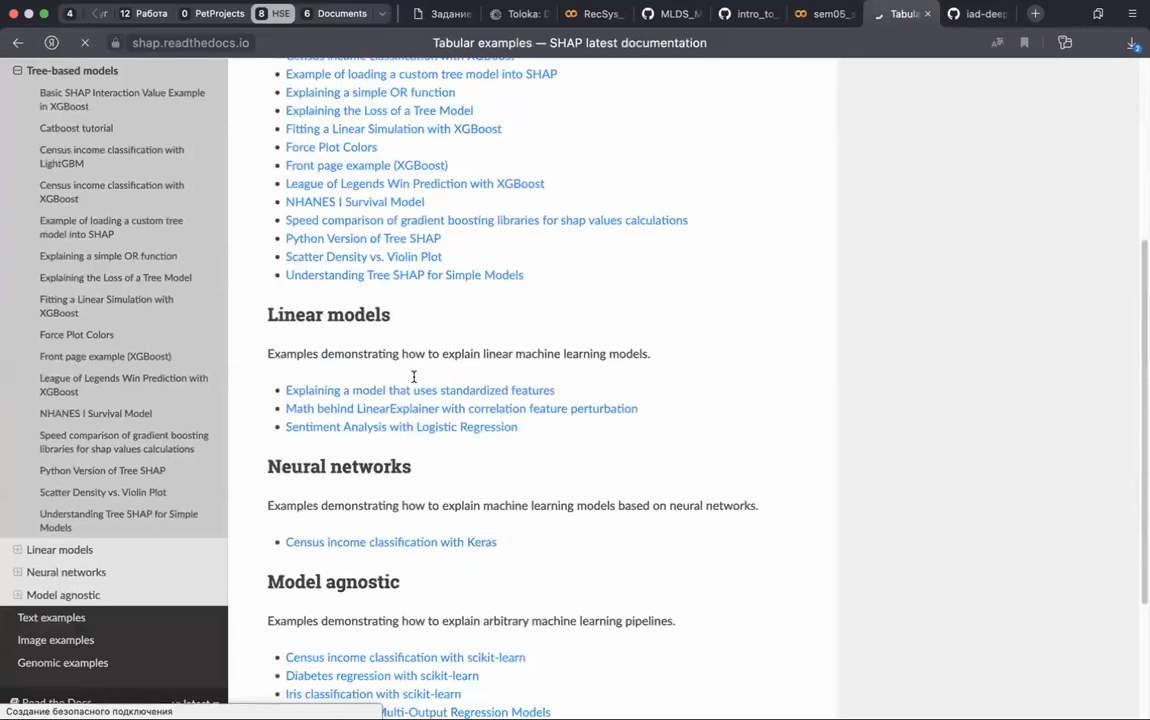 4 < Kyr 12 Работа 0 PetProjects 8 HSE 6 Documents Задание Toloka: D RecSys_ MLDS_M intro_to_ sem05_ Tabula iad-deep
shap.readthedocs.io Tabular examples — SHAP latest documentation 2
Tree-based models
Basic SHAP Interaction Value Example
in XGBoost
Catboost tutorial
Census income classification with
LightGBM
Census income classification with
XGBoost
Example of loading a custom tree
model into SHAP
Explaining a simple OR function
Explaining the Loss of a Tree Model
Fitting a Linear Simulation with
XGBoost
Force Plot Colors
Front page example (XGBoost)
League of Legends Win Prediction with
XGBoost
NHANES I Survival Model
Speed comparison of gradient boosting
libraries for shap values calculations
Python Version of Tree SHAP
Scatter Density vs. Violin Plot
Understanding Tree SHAP for Simple
Models
Linear models
Neural networks
Model agnostic
Text examples
Image examples
Genomic examples
Read the Docs v: latest
Создание безопасного подключения
Census income classification with XGBoost
Example of loading a custom tree model into SHAP
Explaining a simple OR function
Explaining the Loss of a Tree Model
Fitting a Linear Simulation with XGBoost
Force Plot Colors
Front page example (XGBoost)
League of Legends Win Prediction with XGBoost
NHANES I Survival Model
Speed comparison of gradient boosting libraries for shap values calculations
Python Version of Tree SHAP
Scatter Density vs. Violin Plot
Understanding Tree SHAP for Simple Models
Linear models
Examples demonstrating how to explain linear machine learning models.
Explaining a model that uses standardized features
Math behind LinearExplainer with correlation feature perturbation
Sentiment Analysis with Logistic Regression
Neural networks
Examples demonstrating how to explain machine learning models based on neural networks.
Census income classification with Keras
Model agnostic
Examples demonstrating how to explain arbitrary machine learning pipelines.
Census income classification with scikit-learn
Diabetes regression with scikit-learn
Iris classification with scikit-learn
Multi-Output Regression Models